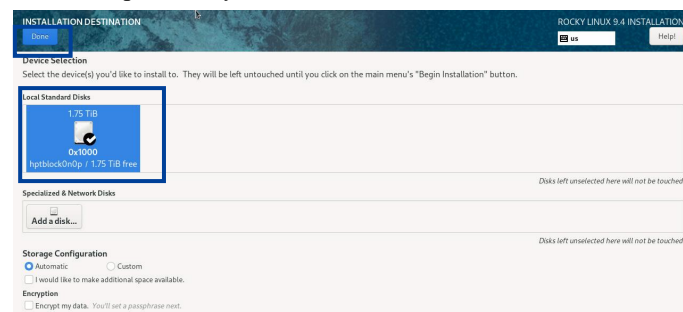 INSTALLATION DESTINATION
ROCKY LINUX 9.4 INSTALLATION
Done
us
Help!
Device Selection
Select the device(s) you'd like to install to. They will be left untouched until you click on the main menu's "Begin Installation" button.
Local Standard Disks
1.75 TiB
0x1000
hptblock0n0p / 1.75 TiB free
Disks left unselected here will not be touched
Specialized & Network Disks
Add a disk...
Disks left unselected here will not be touched
Storage Configuration
Automatic
Custom
I would like to make additional space available.
Encryption
Encrypt my data. You'll set a passphrase next.